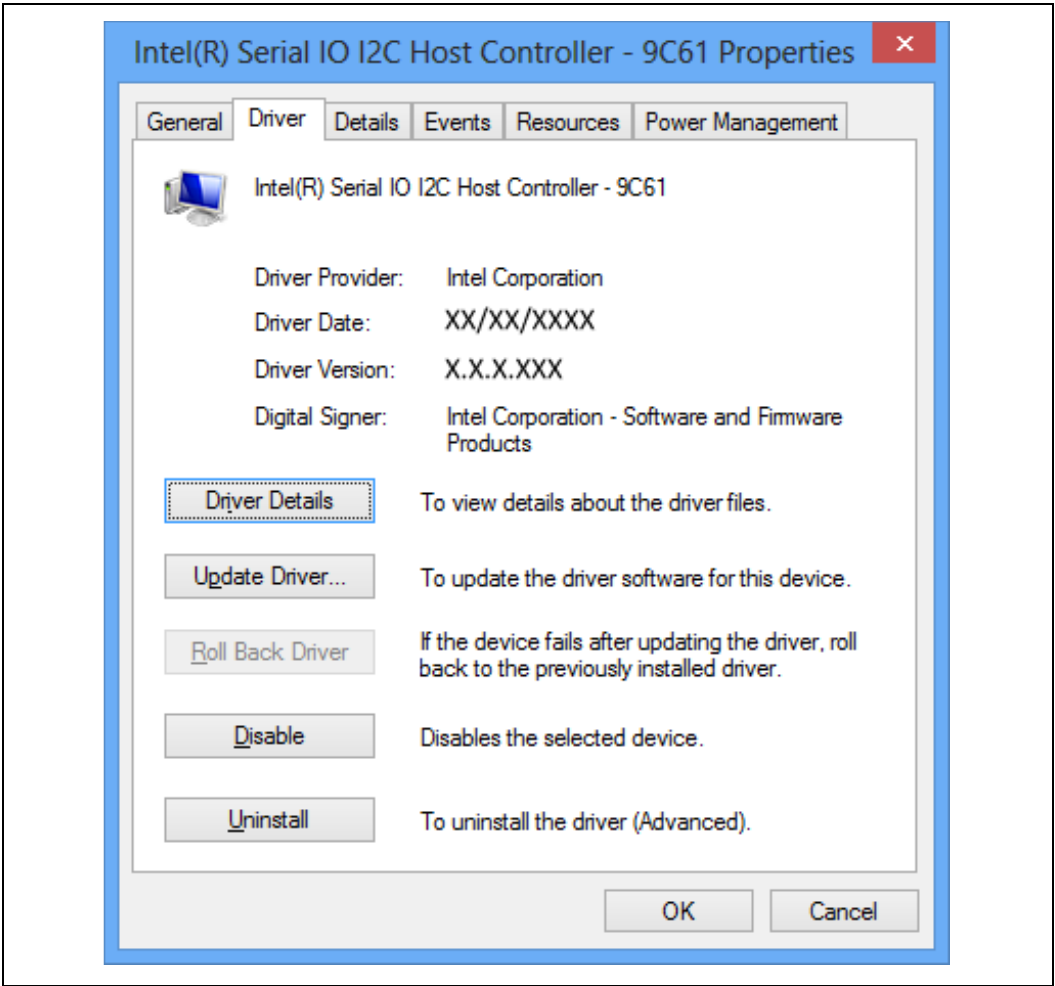 Intel(R) Serial IO I2C Host Controller - 9C61 Properties
General Driver Details Events Resources Power Management
Intel(R) Serial IO I2C Host Controller - 9C61
Driver Provider: Intel Corporation
Driver Date: XX/XX/XXXX
Driver Version: X.X.X.XXX
Digital Signer: Intel Corporation - Software and Firmware
Products
Driver Details To view details about the driver files.
Update Driver... To update the driver software for this device.
Roll Back Driver If the device fails after updating the driver, roll
back to the previously installed driver.
Disable Disables the selected device.
Uninstall To uninstall the driver (Advanced).
OK Cancel